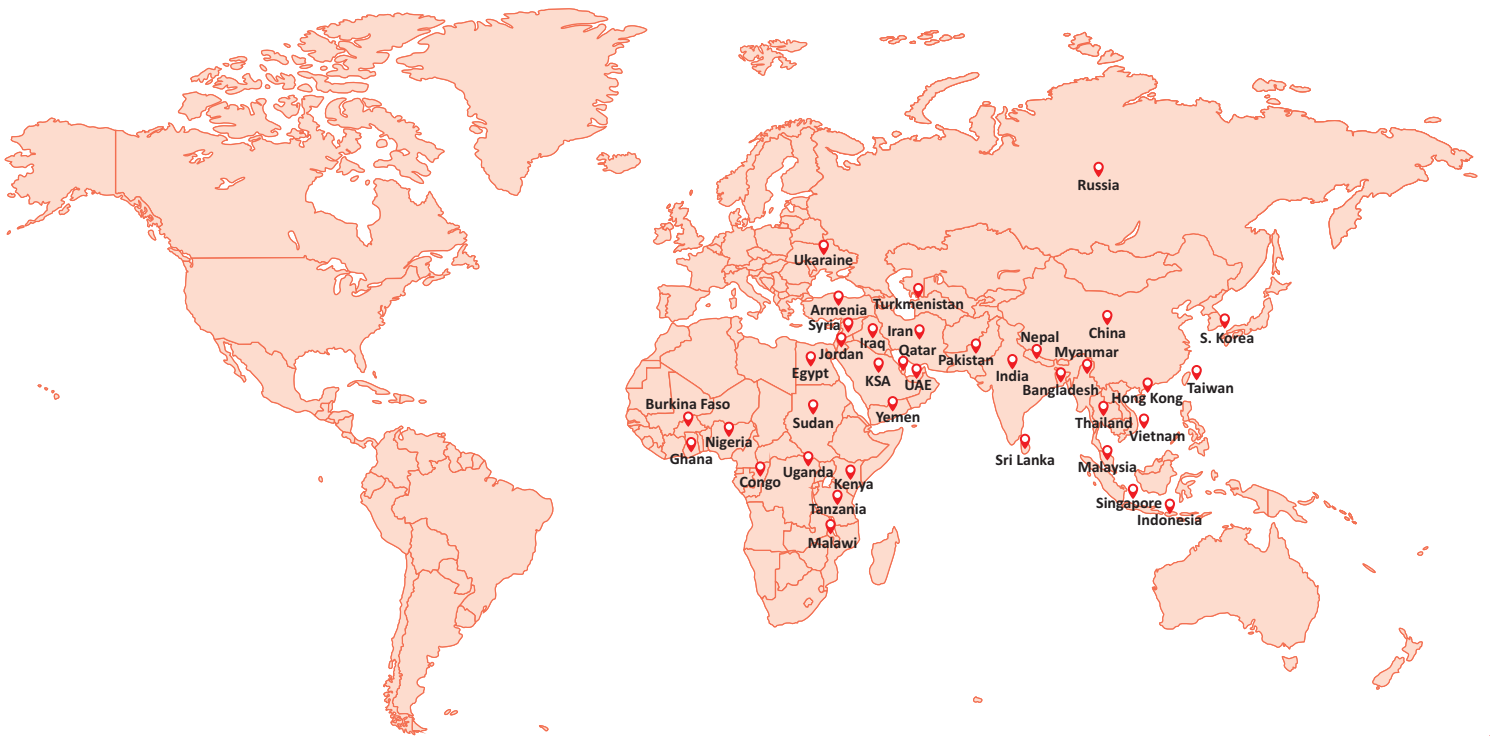 Russia
Ukaraine
Turkmenistan
Armenia
Syria
Iran
China
S. Korea
Nepal
Iraq
Jordan
Qatar
Myanmar
Pakistan
Egypt
India
KSA
UAE
Bangladesh
Taiwan
Hong Kong
Burkina Faso
Yemen
Sudan
Thailand
Vietnam
Nigeria
Ghana
Sri Lanka
Malaysia
Uganda
Congo
Kenya
Singapore
Tanzania
Indonesia
Malawi